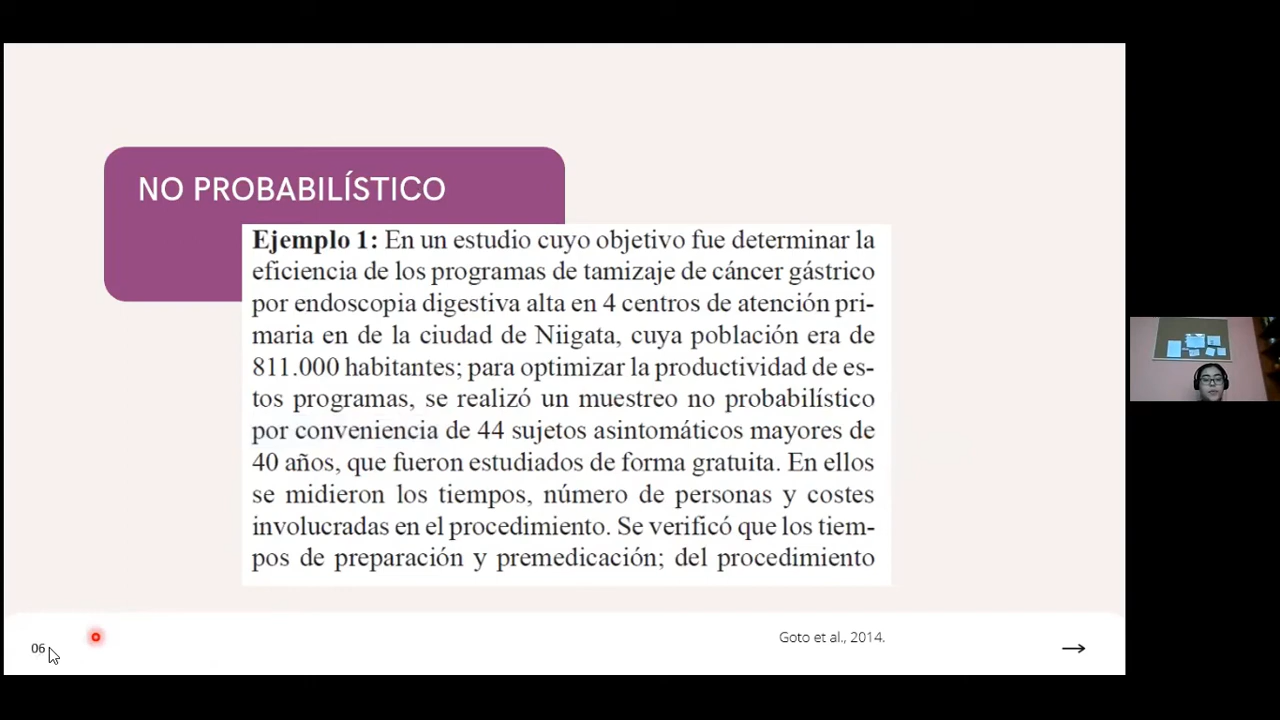 NO PROBABILÍSTICO
Ejemplo 1: En un estudio cuyo objetivo fue determinar la
eficiencia de los programas de tamizaje de cáncer gástrico
por endoscopia digestiva alta en 4 centros de atención pri-
maria en de la ciudad de Niigata, cuya población era de
811.000 habitantes; para optimizar la productividad de es-
tos programas, se realizó un muestreo no probabilístico
por conveniencia de 44 sujetos asintomáticos mayores de
40 años, que fueron estudiados de forma gratuita. En ellos
se midieron los tiempos, número de personas y costes
involucradas en el procedimiento. Se verificó que los tiem-
pos de preparación y premedicación; del procedimiento
Goto et al., 2014.
06